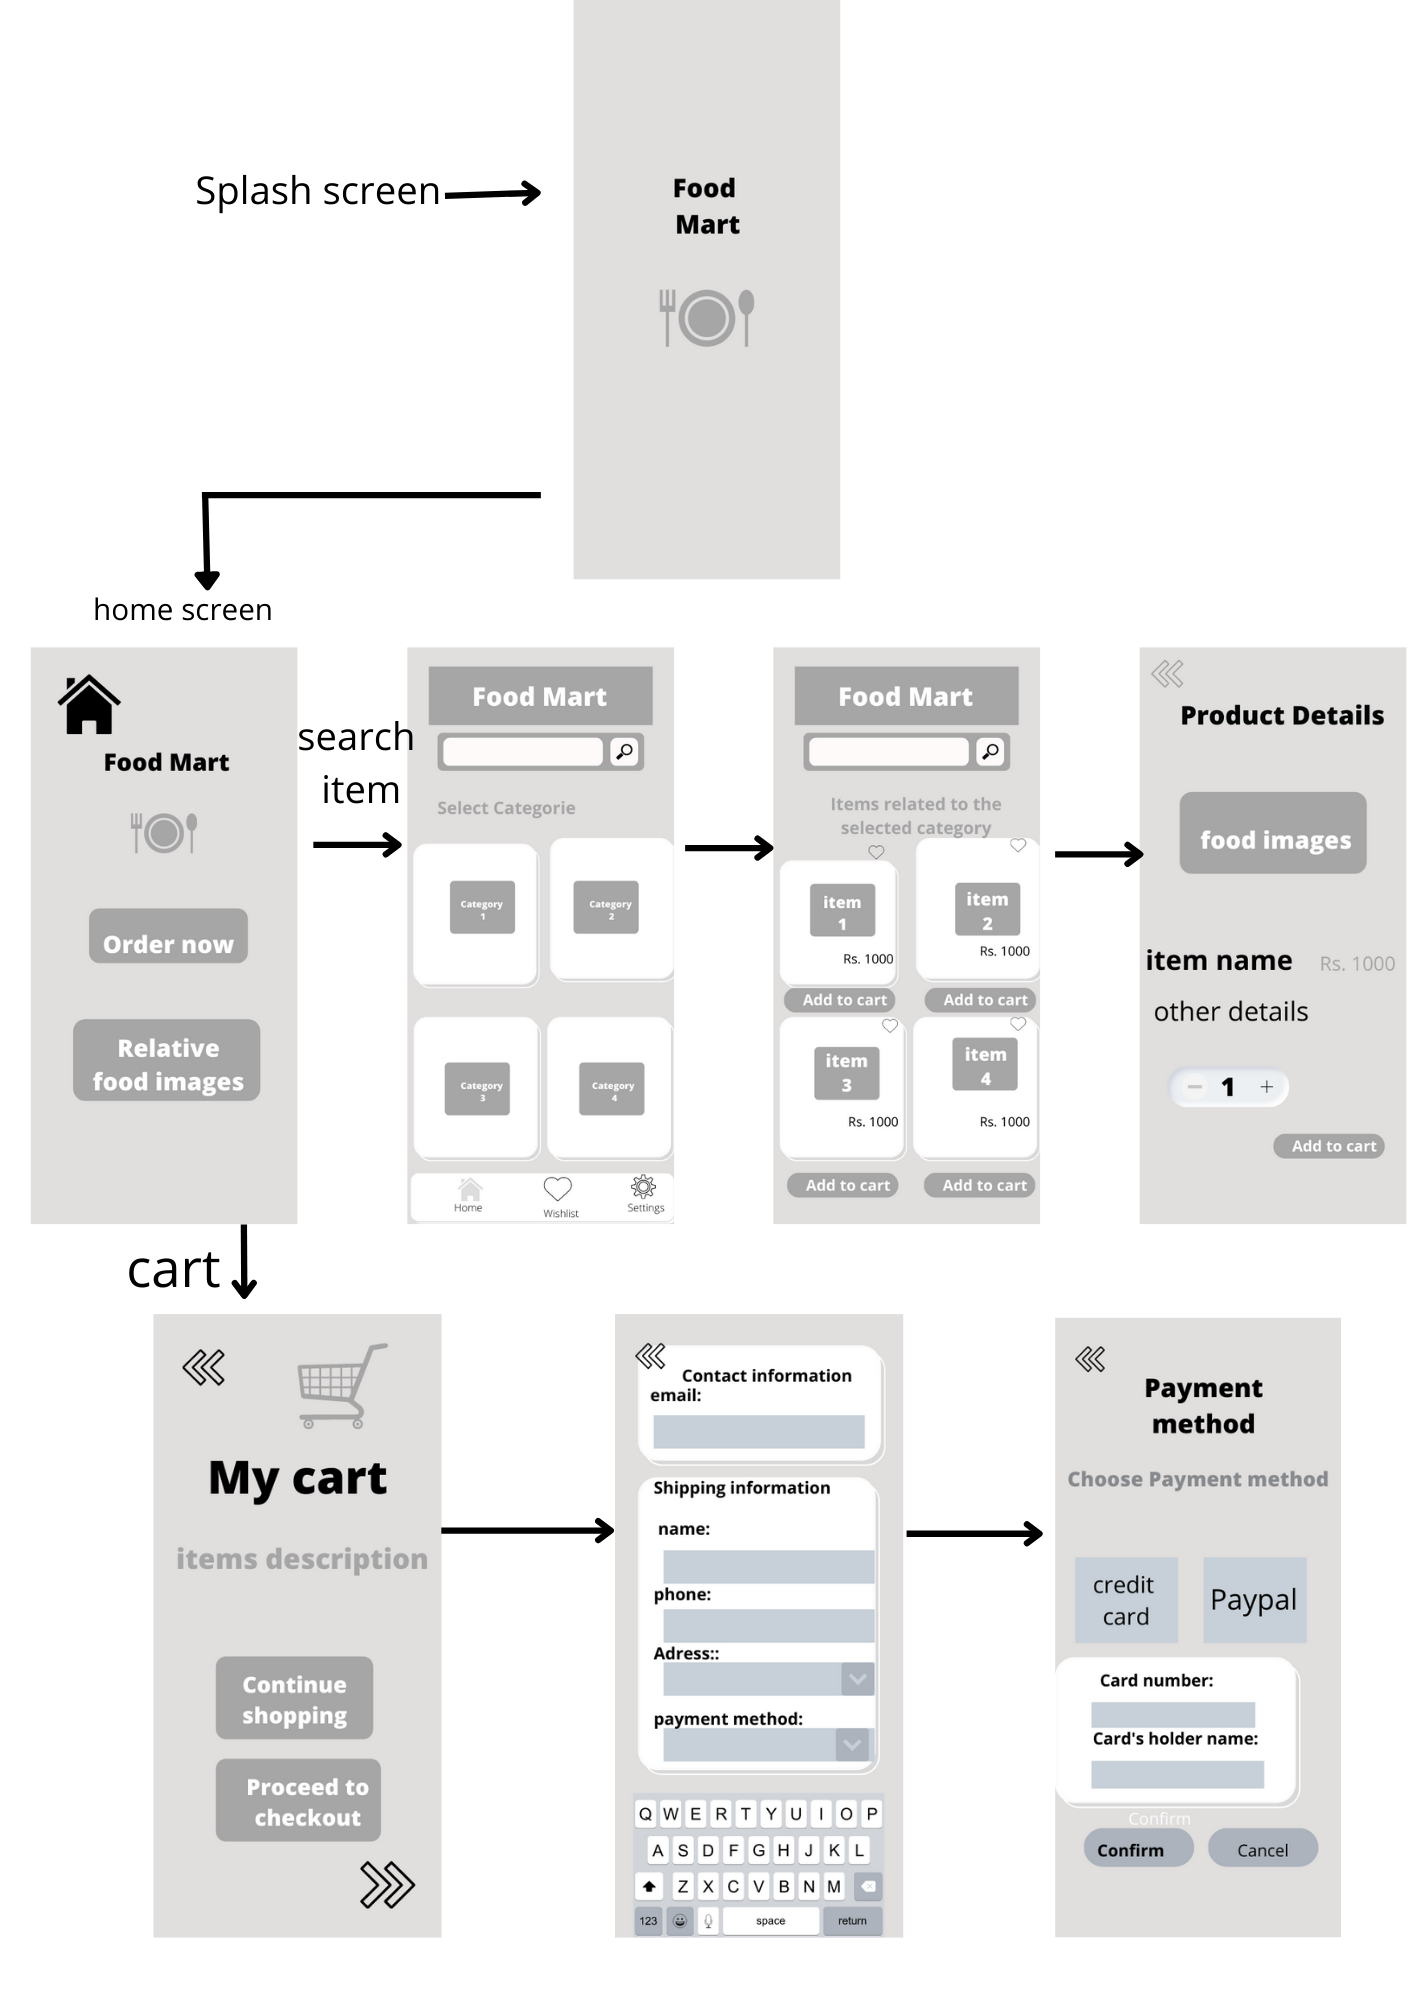 Splash screen
Food
Mart
home screen
Food Mart
Order now
Relative
food images
search
item
Food Mart
Select Categorie
Category
1
Category
2
Category
3
Category
4
Home
Wishlist
Settings
Food Mart
Items related to the
selected category
item
1
Rs. 1000
Add to cart
item
2
Rs. 1000
Add to cart
item
3
Rs. 1000
Add to cart
item
4
Rs. 1000
Add to cart
Product Details
food images
item name
Rs. 1000
other details
1
Add to cart
cart
My cart
items description
Continue
shopping
Proceed to
checkout
Contact information
email:
Shipping information
name:
phone:
Adress::
payment method:
Q W E R T Y U I O P
A S D F G H J K L
Z X C V B N M
123 space return
Payment
method
Choose Payment method
credit
card
Paypal
Card number:
Card's holder name:
Confirm
Confirm
Cancel